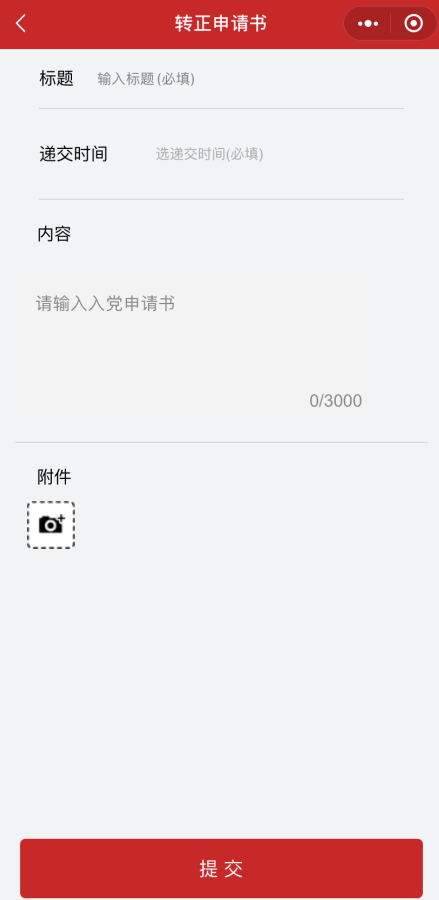 转正申请书
标题 输入标题(必填)
递交时间 选递交时间(必填)
内容
请输入入党申请书
0/3000
附件
提交